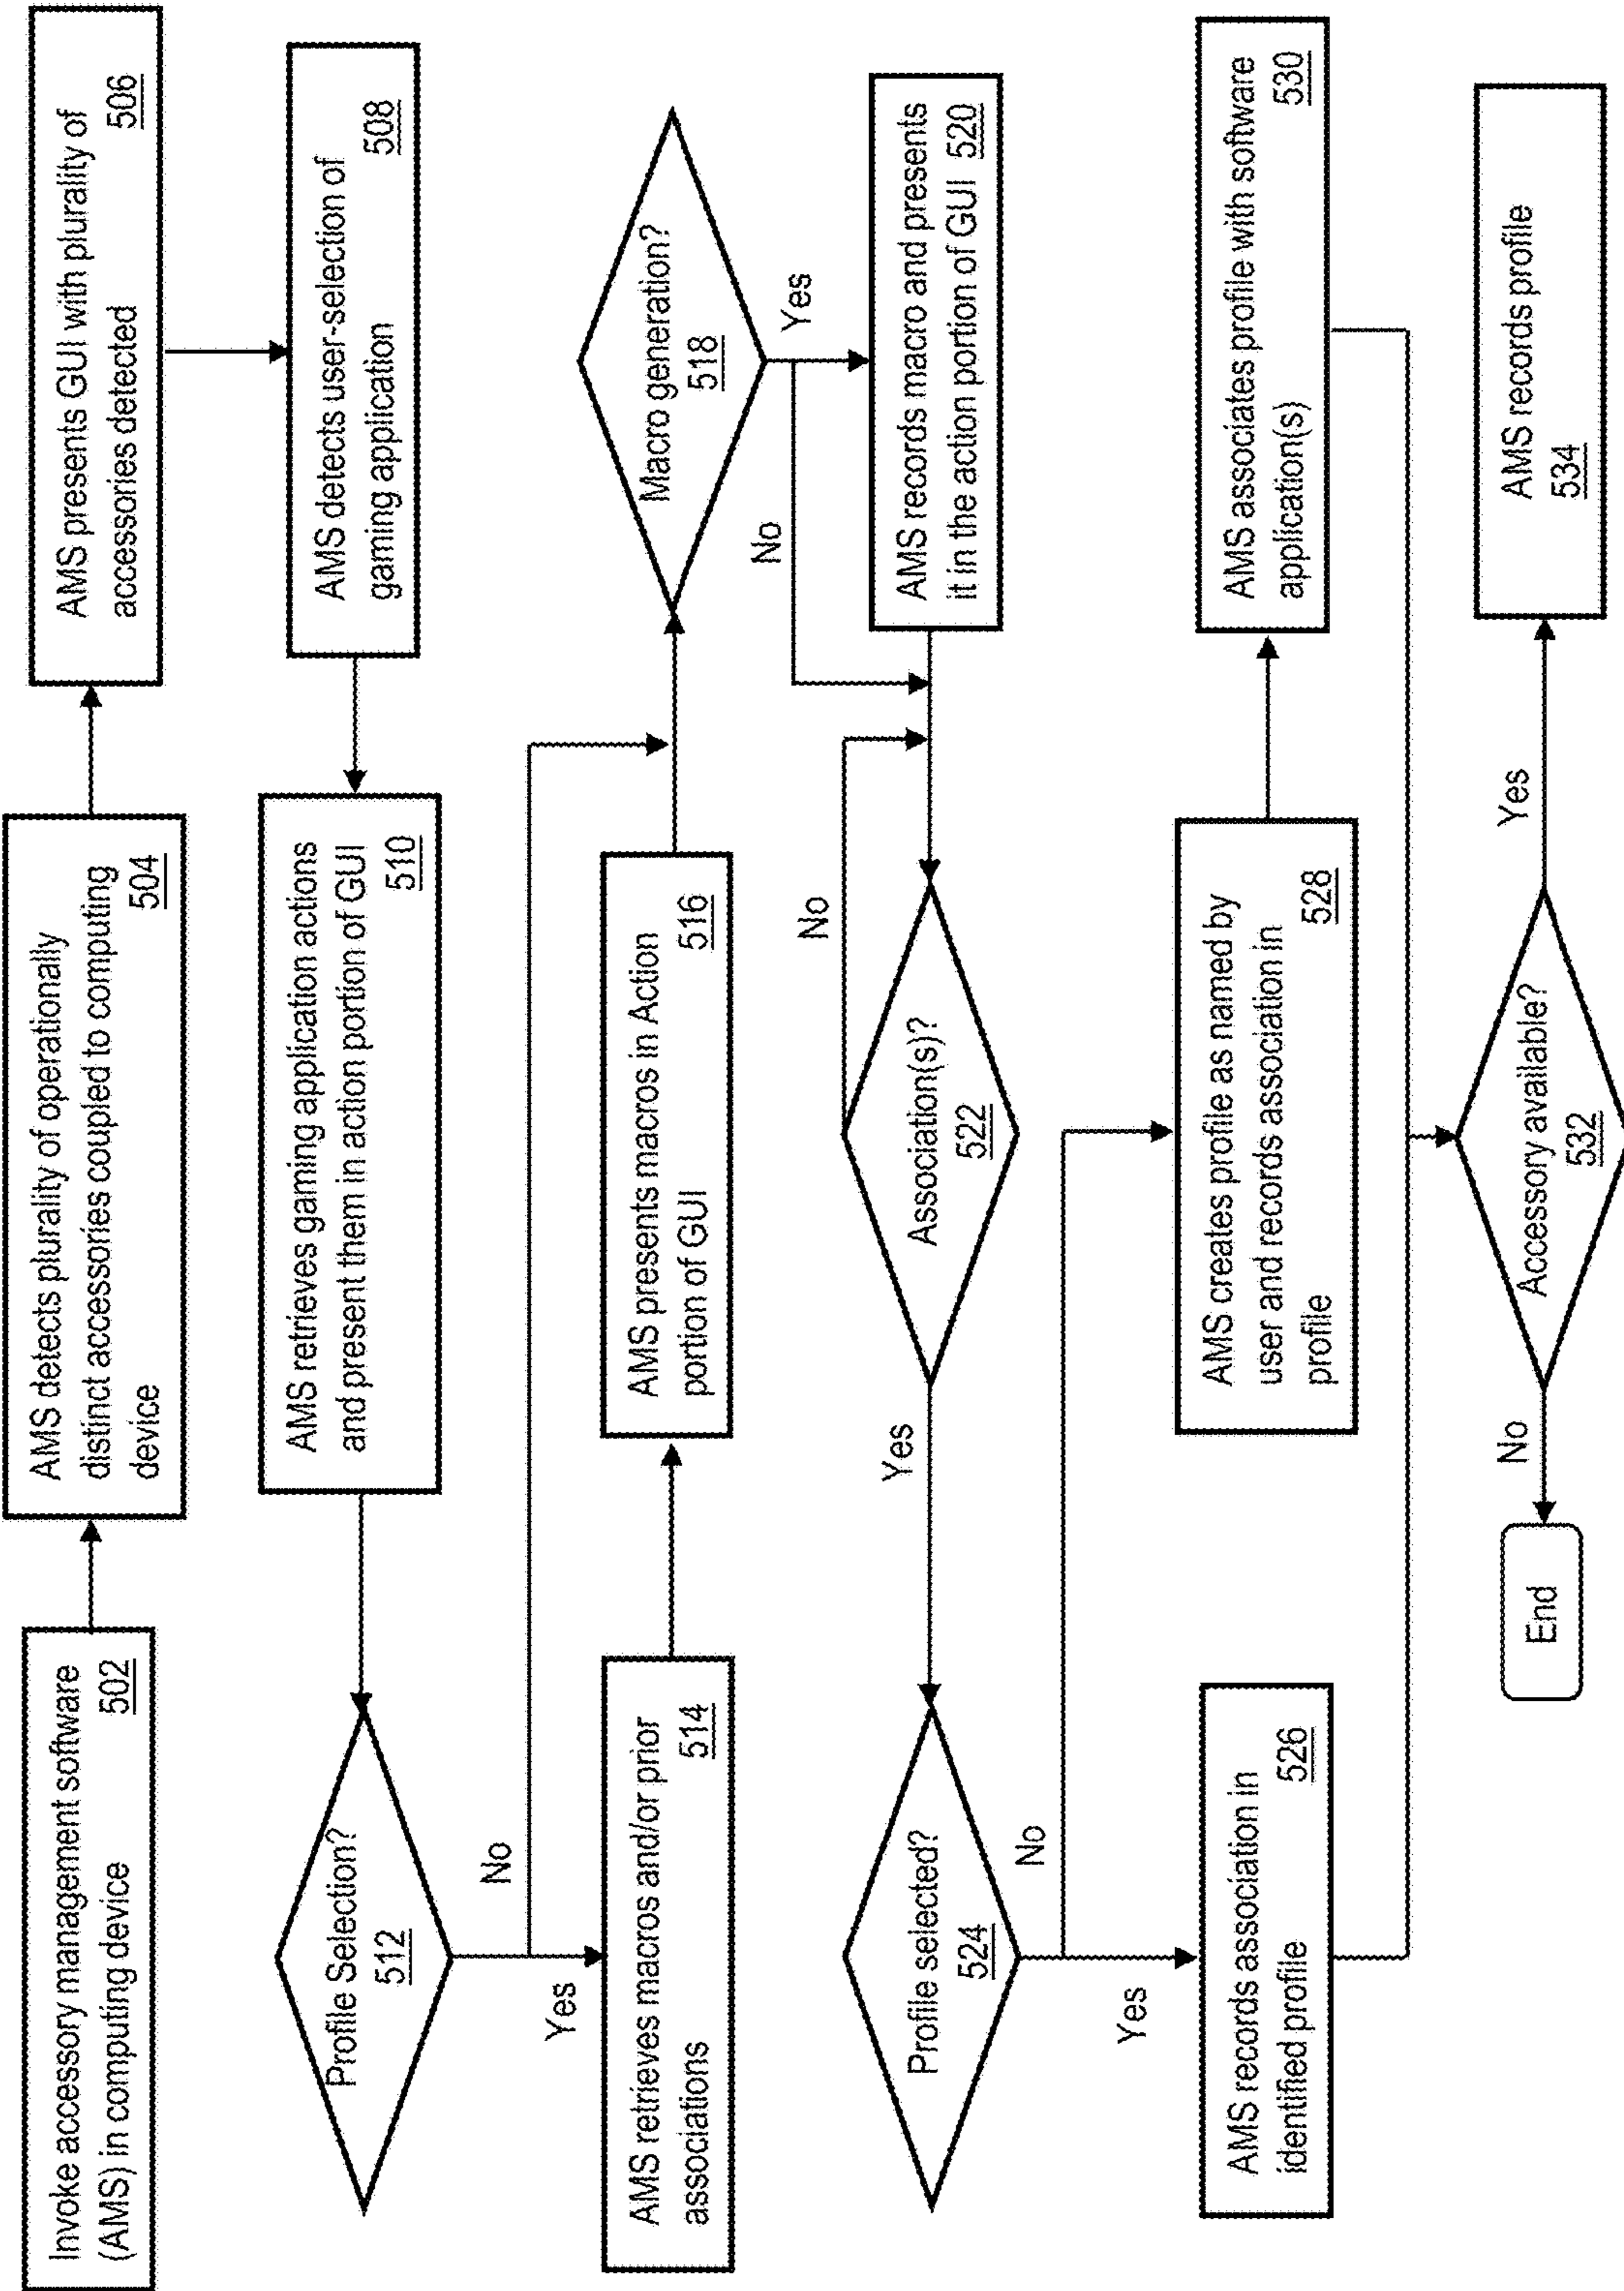 Invoke accessory management software
(AMS) in computing device 502
AMS detects plurality of operationally
distinct accessories coupled to computing
device 504
AMS presents GUI with plurality of
accessories detected 506
AMS detects user-selection of
gaming application 508
AMS retrieves gaming application actions
and present them in action portion of GUI
510
Profile Selection?
512
No
Yes
AMS retrieves macros and/or prior
associations 514
AMS presents macros in Action
portion of GUI 516
Macro generation?
518
No
Yes
AMS records macro and presents
it in the action portion of GUI 520
Association(s)?
522
No
Yes
Profile selected?
524
No
Yes
AMS records association in
identified profile 526
AMS creates profile as named by
user and records association in
profile 528
AMS associates profile with software
application(s) 530
Accessory available?
532
No
Yes
End
AMS records profile
534